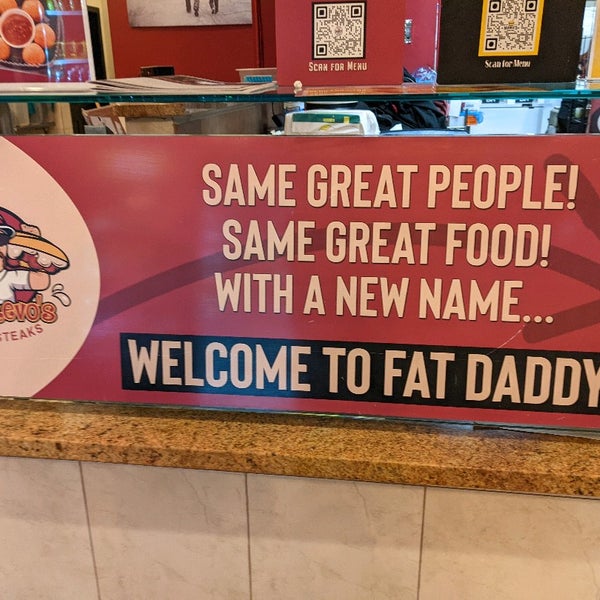 SCAN FOR MENU
SCAN FOR MENU
SAME GREAT PEOPLE!
SAME GREAT FOOD!
WITH A NEW NAME...
WELCOME TO FAT DADDY
STEAKS